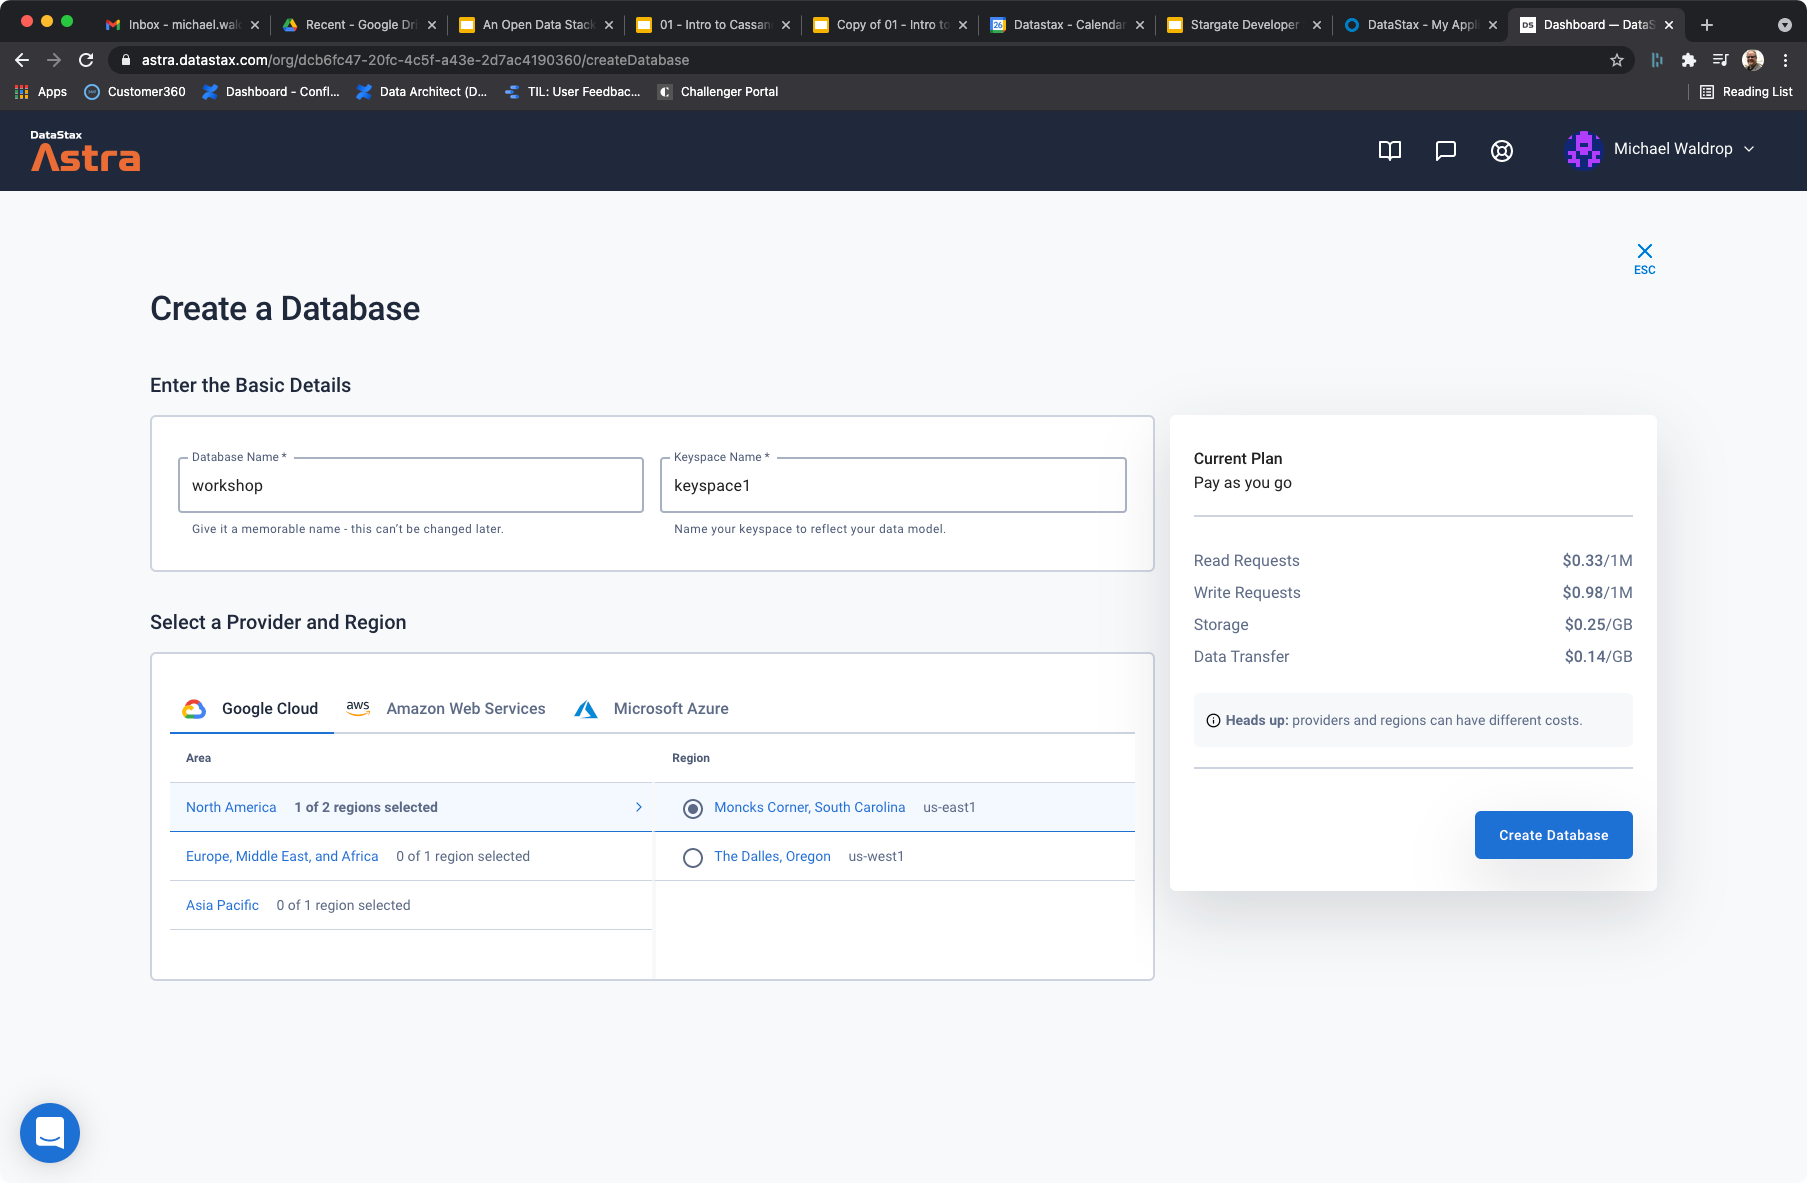 Inbox - michael.wal
Recent - Google Dri
An Open Data Stack
01 - Intro to Cassan
Copy of 01 - Intro to
26
Datastax - Calendar
Stargate Developer
DataStax - My Appli
DS
Dashboard — DataS
astra.datastax.com/org/dcb6fc47-20fc-4c5f-a43e-2d7ac4190360/createDatabase
Apps
Customer360
Dashboard - Confl...
Data Architect (D...
TIL: User Feedbac...
Challenger Portal
Reading List
DataStax
Astra
Michael Waldrop
ESC
Create a Database
Enter the Basic Details
Database Name *
workshop
Give it a memorable name - this can't be changed later.
Keyspace Name *
keyspace1
Name your keyspace to reflect your data model.
Select a Provider and Region
Google Cloud
aws
Amazon Web Services
Microsoft Azure
Area
Region
North America 1 of 2 regions selected
Moncks Corner, South Carolina us-east1
Europe, Middle East, and Africa 0 of 1 region selected
The Dalles, Oregon us-west1
Asia Pacific 0 of 1 region selected
Current Plan
Pay as you go
Read Requests $0.33/1M
Write Requests $0.98/1M
Storage $0.25/GB
Data Transfer $0.14/GB
Heads up: providers and regions can have different costs.
Create Database